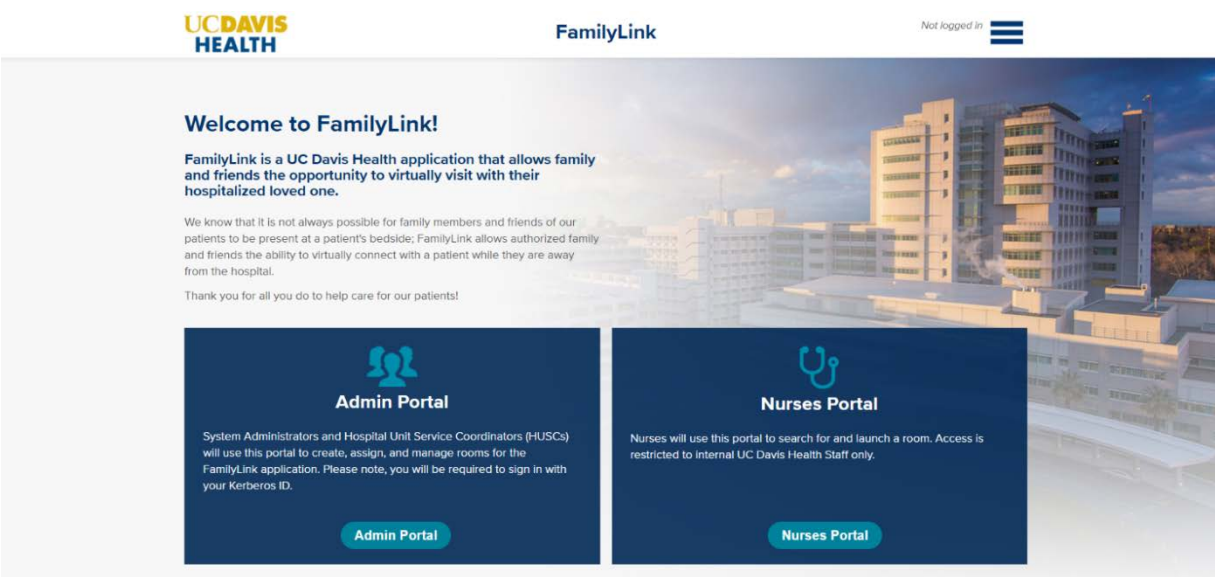 UCDAVIS
HEALTH
FamilyLink
Not logged in
Welcome to FamilyLink!
FamilyLink is a UC Davis Health application that allows family
and friends the opportunity to virtually visit with their
hospitalized loved one.
We know that it is not always possible for family members and friends of our
patients to be present at a patient's bedside; FamilyLink allows authorized family
and friends the ability to virtually connect with a patient while they are away
from the hospital.
Thank you for all you do to help care for our patients!
Admin Portal
System Administrators and Hospital Unit Service Coordinators (HUSCs)
will use this portal to create, assign, and manage rooms for the
FamilyLink application. Please note, you will be required to sign in with
your Kerberos ID.
Admin Portal
Nurses Portal
Nurses will use this portal to search for and launch a room. Access is
restricted to internal UC Davis Health Staff only.
Nurses Portal